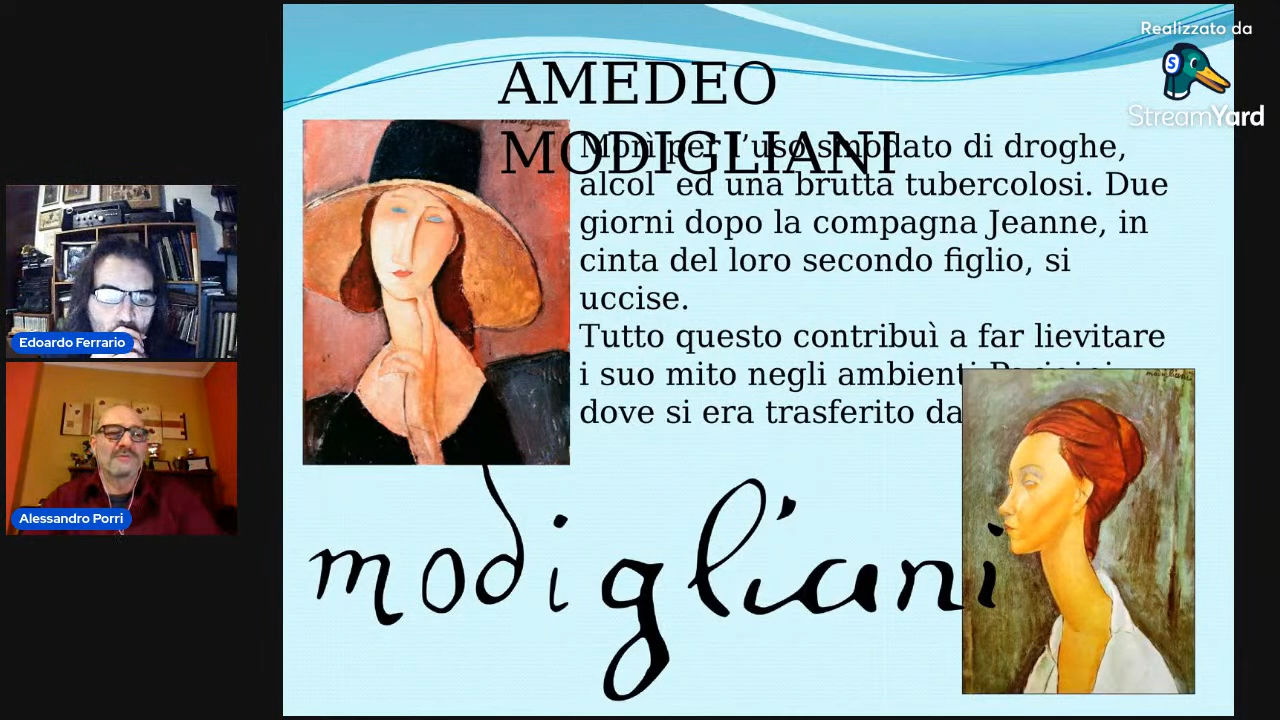 Realizzato da
StreamYard
AMEDEO
MODIGLIANI
Morì per l'uso smodato di droghe,
alcol ed una brutta tubercolosi. Due
giorni dopo la compagna Jeanne, in
cinta del loro secondo figlio, si
uccise.
Tutto questo contribuì a far lievitare
i suo mito negli ambienti
dove si era trasferito da
modigliani
modigliani
Edoardo Ferrario
Alessandro Porri